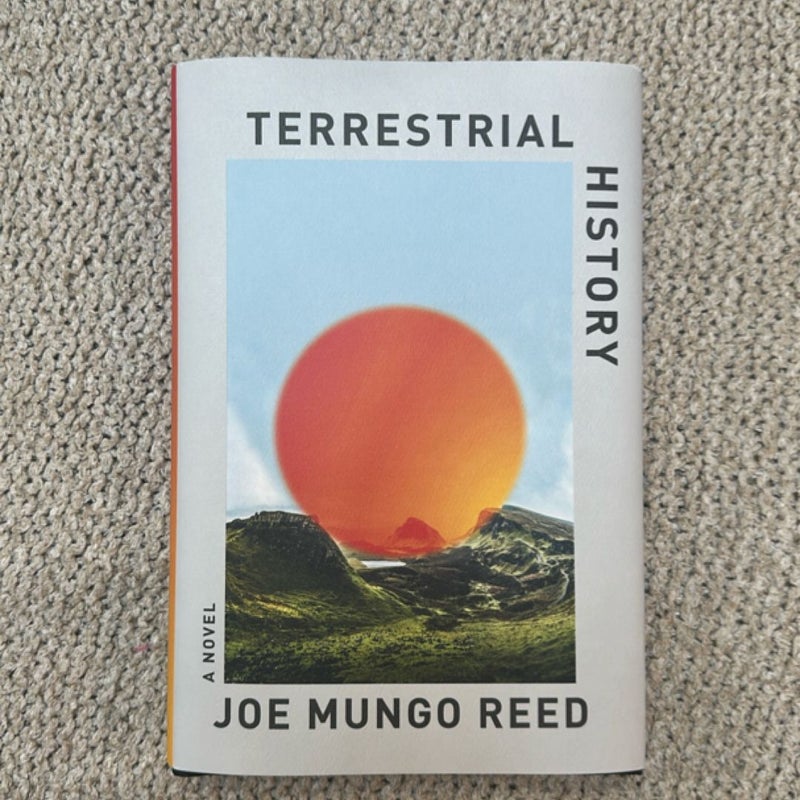 TERRESTRIAL
HISTORY
A NOVEL
JOE MUNGO REED